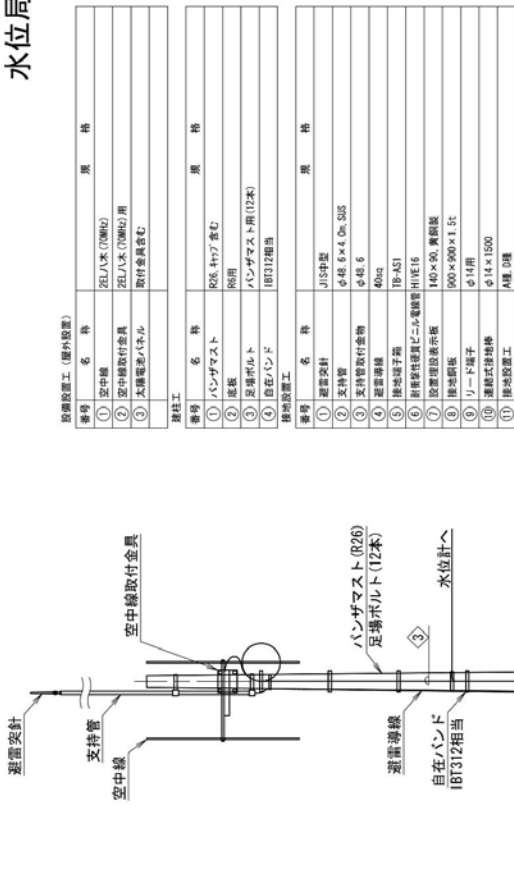 水位局
設備設置工 (屋外設置)
番号 名 称 規 格
① 空中線 2EL八木(70MHz)
② 空中線取付金具 2EL八木(70MHz)用
③ 太陽電池パネル 取付金具含む
建柱工
番号 名 称 規 格
① パンザマスト R26, キャップ含む
② 底板 R6用
③ 足場ボルト パンザマスト用(12本)
④ 自在バンド IBT312相当
接地設置工
番号 名 称 規 格
① 避雷突針 JIS中型
② 支持管 φ48.6×4.0m, SUS
③ 支持管取付金物 φ48.6
④ 避雷導線 40sq
⑤ 接地端子箱 TB-AS1
⑥ 耐衝撃性硬質ビニル電線管 HIVE16
⑦ 設置埋設表示板 140×90, 黄銅製
⑧ 接地銅板 900×900×1.5t
⑨ リード端子 φ14用
⑩ 連結式接地棒 φ14×1500
⑪ 接地設置工 A種, D種
避雷突針
支持管
空中線
空中線取付金具
パンザマスト(R26)
足場ボルト(12本)
③
避雷導線
水位計へ
自在バンド
IBT312相当